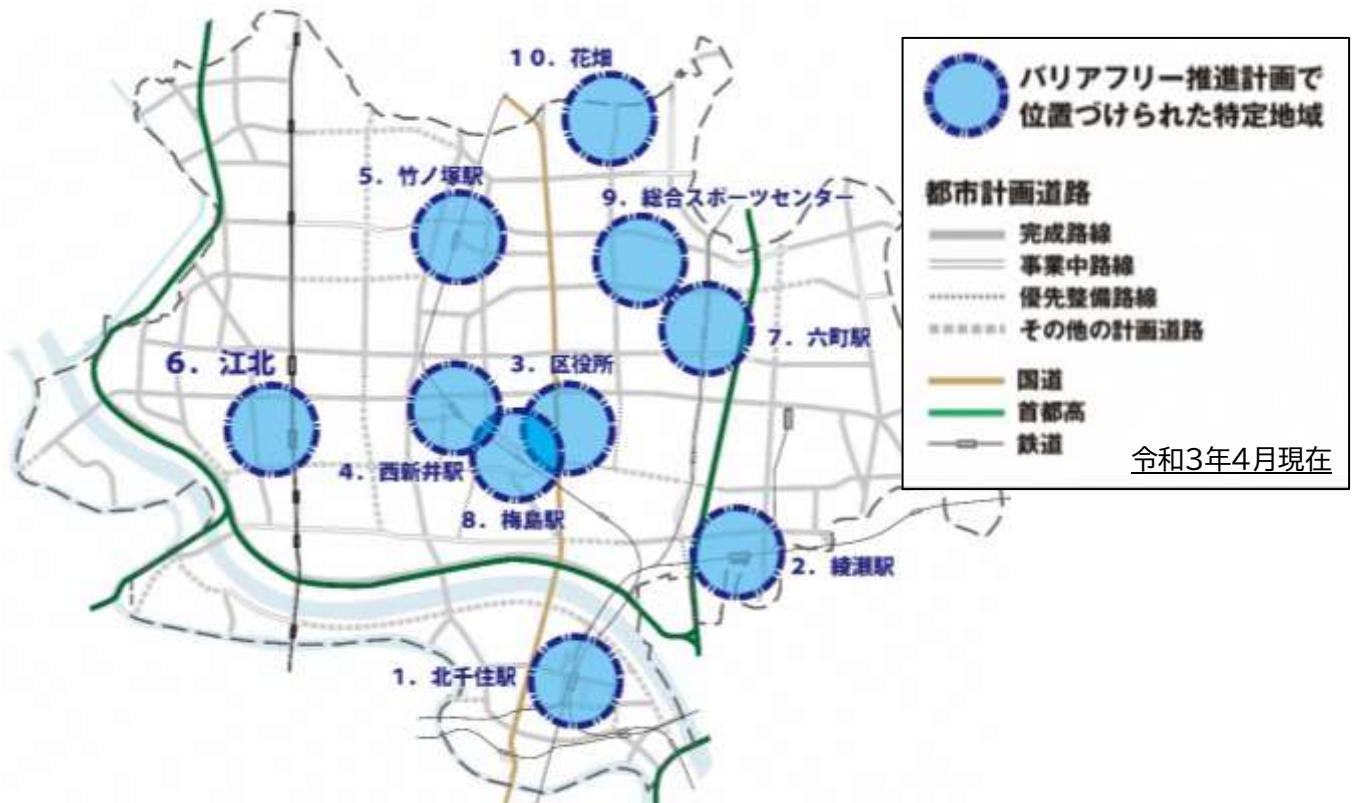 10. 花畑
5. 竹ノ塚駅
9. 総合スポーツセンター
7. 六町駅
6. 江北
3. 区役所
4. 西新井駅
8. 梅島駅
2. 綾瀬駅
1. 北千住駅
バリアフリー推進計画で
位置づけられた特定地域
都市計画道路
完成路線
事業中路線
優先整備路線
その他の計画道路
国道
首都高
鉄道
令和3年4月現在